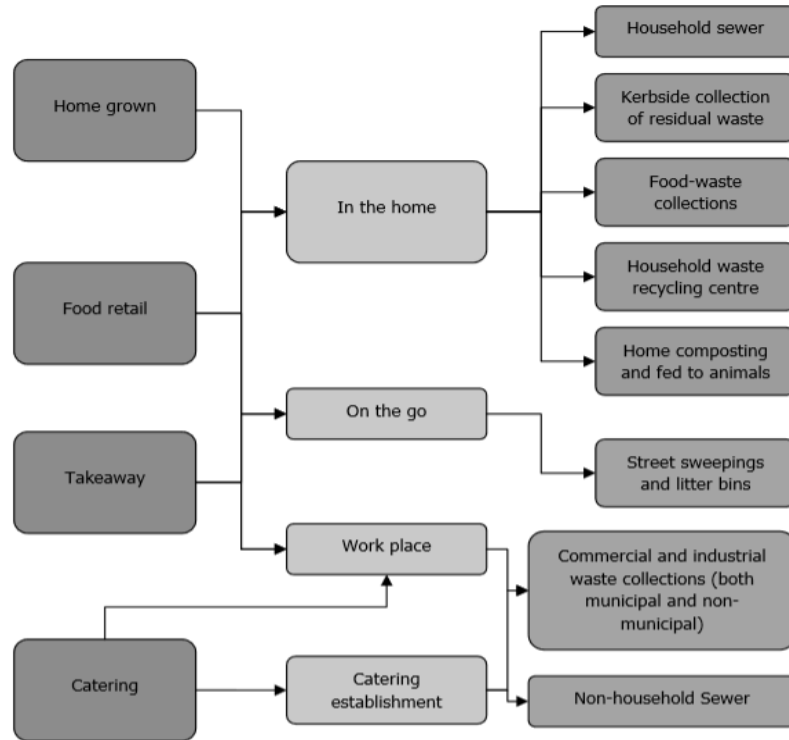 Home grown
Food retail
Takeaway
Catering
In the home
On the go
Work place
Catering
establishment
Household sewer
Kerbside collection
of residual waste
Food-waste
collections
Household waste
recycling centre
Home composting
and fed to animals
Street sweepings
and litter bins
Commercial and industrial
waste collections (both
municipal and non-
municipal)
Non-household Sewer